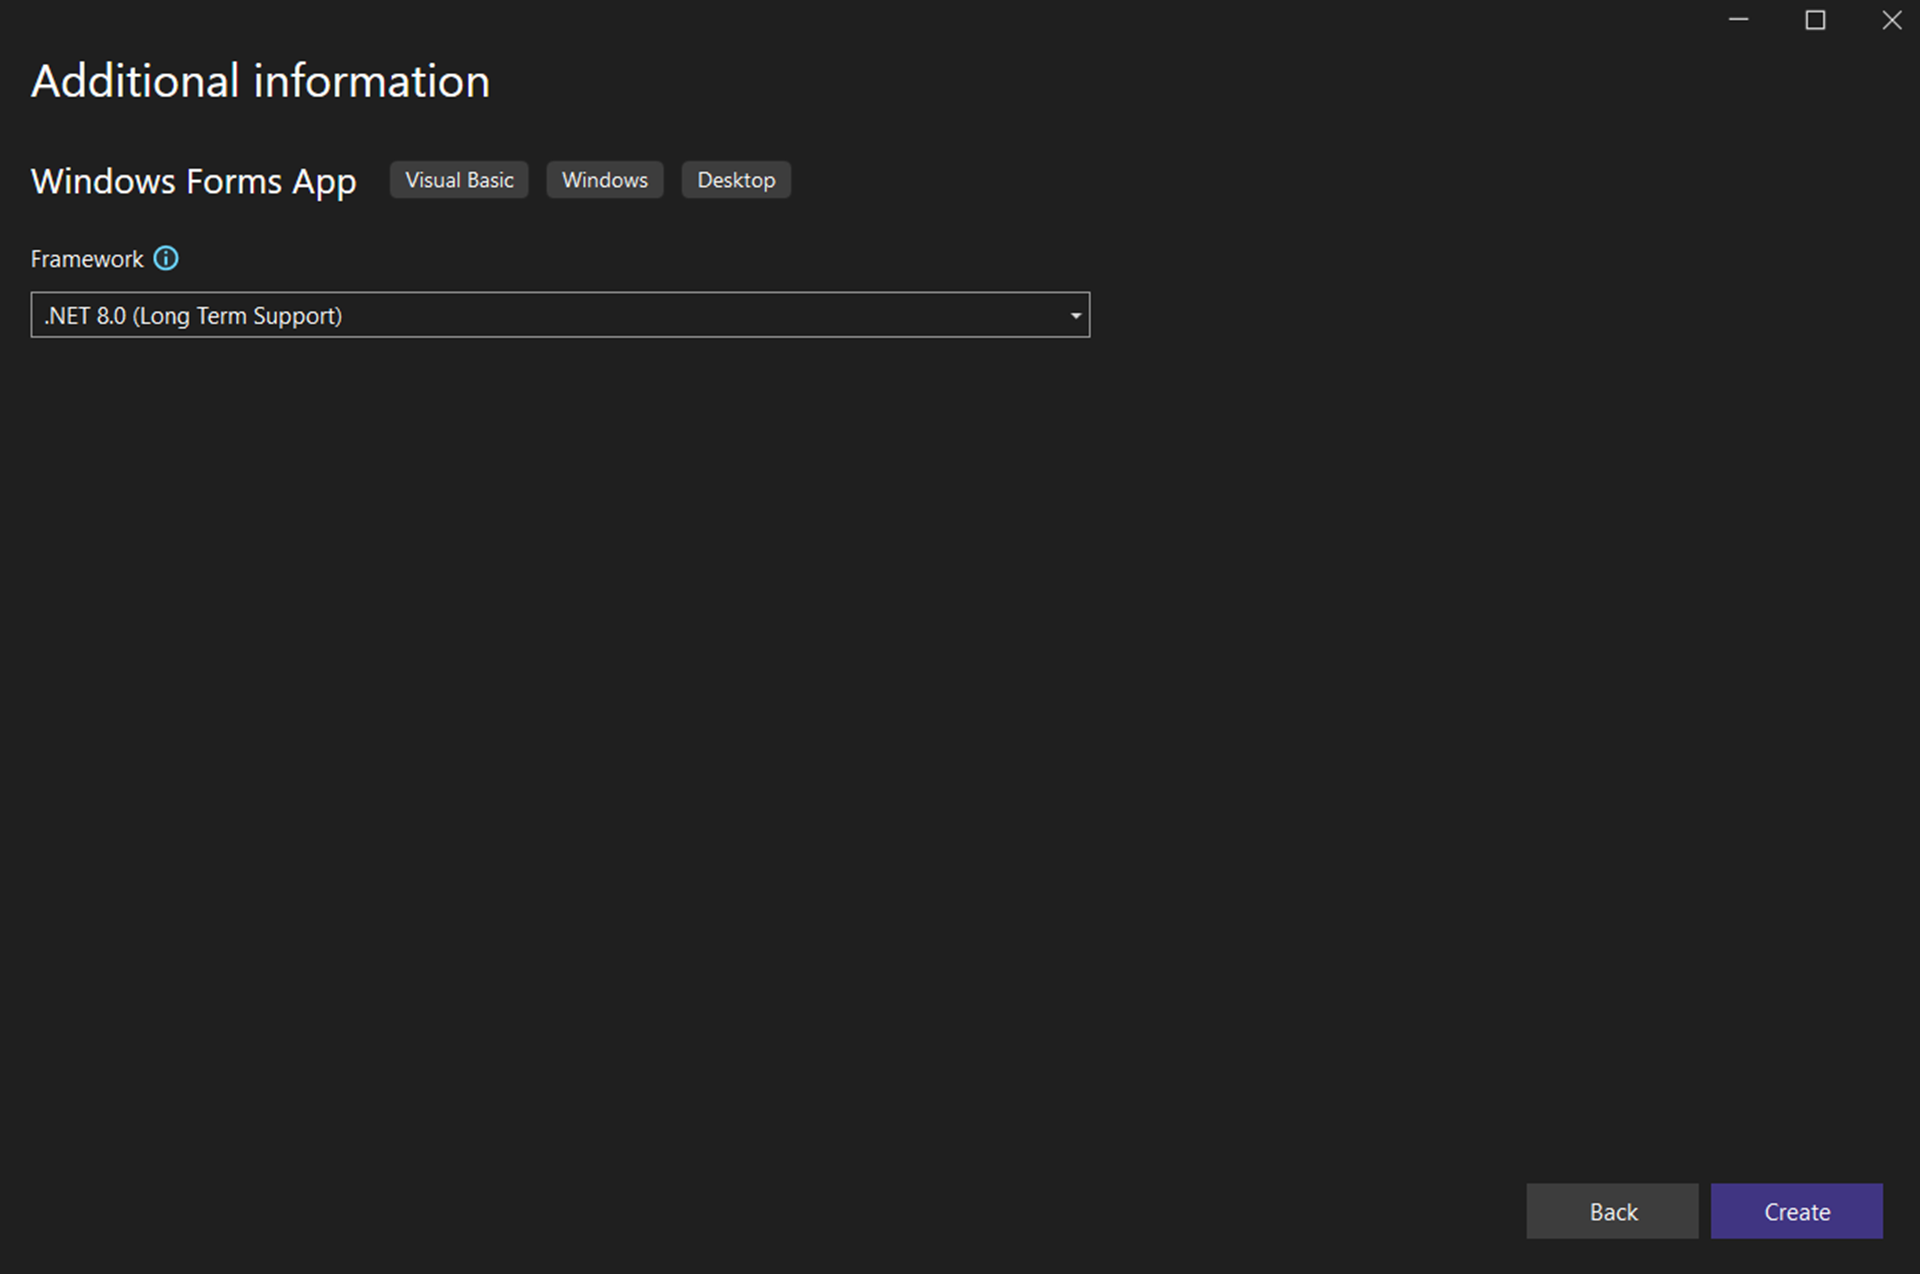 Additional information
Windows Forms App Visual Basic Windows Desktop
Framework
.NET 8.0 (Long Term Support)
Back Create